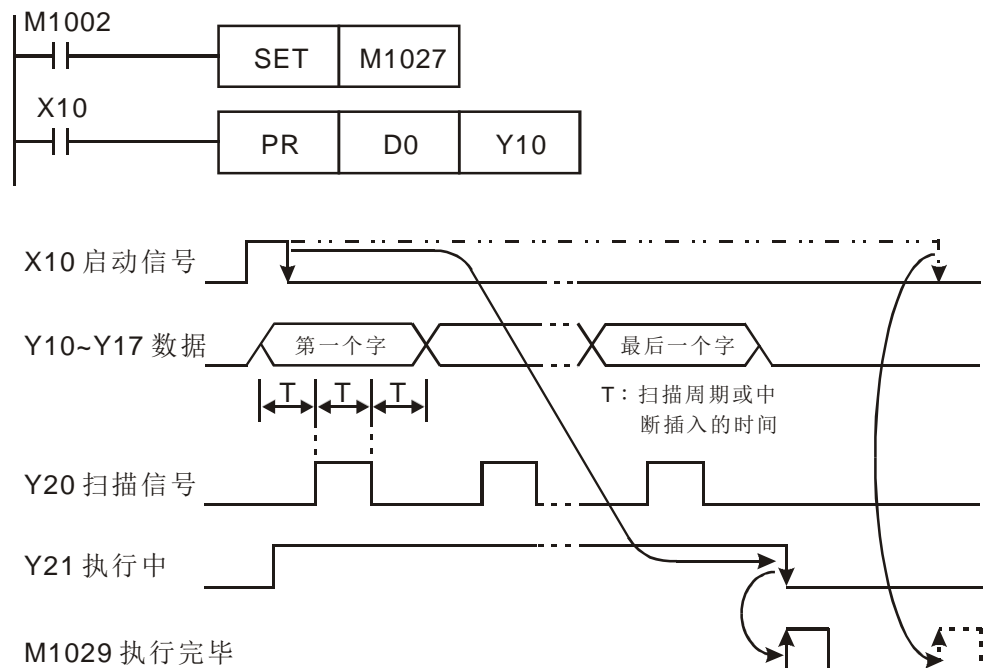 M1002
SET M1027
X10
PR D0 Y10
X10 启动信号
Y10~Y17 数据
第一个字
最后一个字
T T T
T：扫描周期或中
断插入的时间
Y20 扫描信号
Y21 执行中
M1029 执行完毕